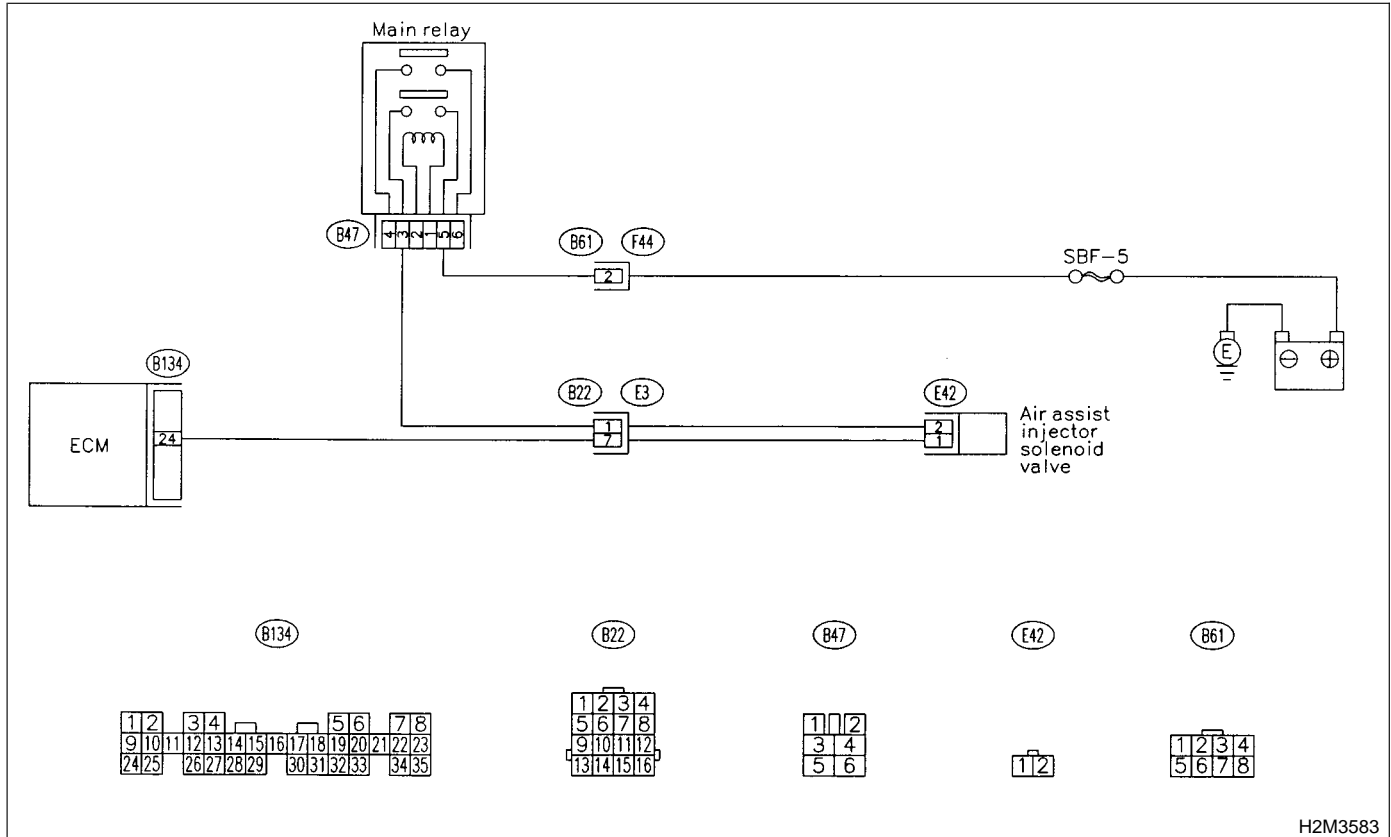 Main relay
B47
4 3 2 1 5 6
B61 F44
2
SBF-5
E
⊖ ⊕
B134
ECM
24
B22 E3
1
7
E42
2
1
Air assist
injector
solenoid
valve
B134
B22
B47
E42
B61
1 2 3 4 5 6 7 8
9 10 11 12 13 14 15 16 17 18 19 20 21 22 23
24 25 26 27 28 29 30 31 32 33 34 35
1 2 3 4
5 6 7 8
9 10 11 12
13 14 15 16
1 2
3 4
5 6
1 2
1 2 3 4
5 6 7 8
H2M3583